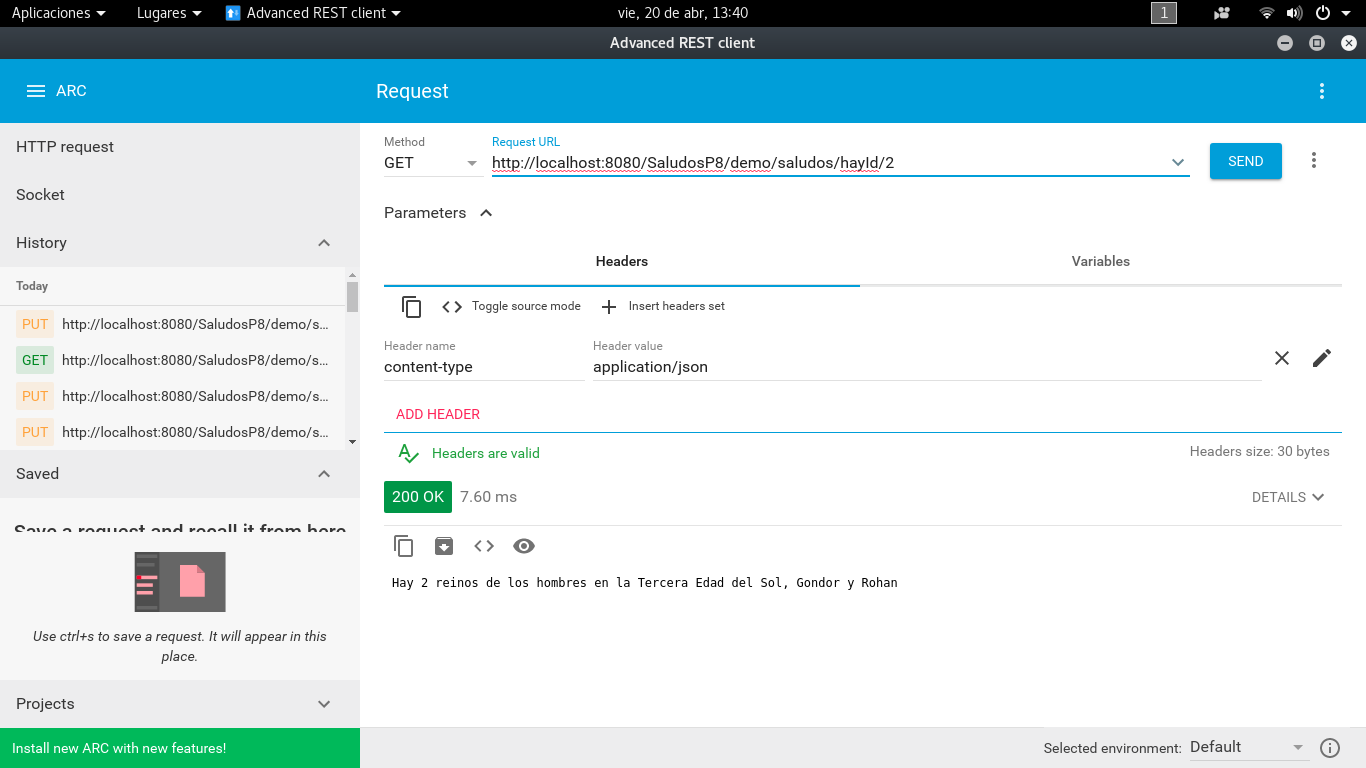 Aplicaciones Lugares Advanced REST client vie, 20 de abr, 13:40 1
Advanced REST client
ARC Request
HTTP request
Socket
History
Today
PUT http://localhost:8080/SaludosP8/demo/s...
GET http://localhost:8080/SaludosP8/demo/s...
PUT http://localhost:8080/SaludosP8/demo/s...
PUT http://localhost:8080/SaludosP8/demo/s...
Saved
Save a request and recall it from here
Use ctrl+s to save a request. It will appear in this
place.
Projects
Install new ARC with new features!
Method Request URL
GET http://localhost:8080/SaludosP8/demo/saludos/hayId/2 SEND
Parameters
Headers Variables
Toggle source mode Insert headers set
Header name Header value
content-type application/json
ADD HEADER
Headers are valid Headers size: 30 bytes
200 OK 7.60 ms DETAILS
Hay 2 reinos de los hombres en la Tercera Edad del Sol, Gondor y Rohan
Selected environment: Default